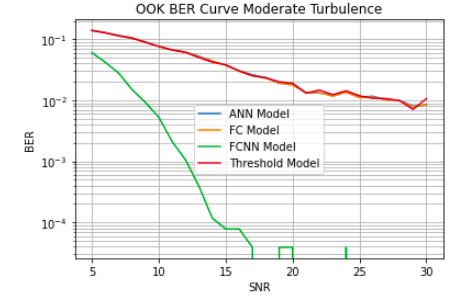 OOK BER Curve Moderate Turbulence
10⁻¹
10⁻²
10⁻³
10⁻⁴
BER
ANN Model
FC Model
FCNN Model
Threshold Model
5 10 15 20 25 30
SNR